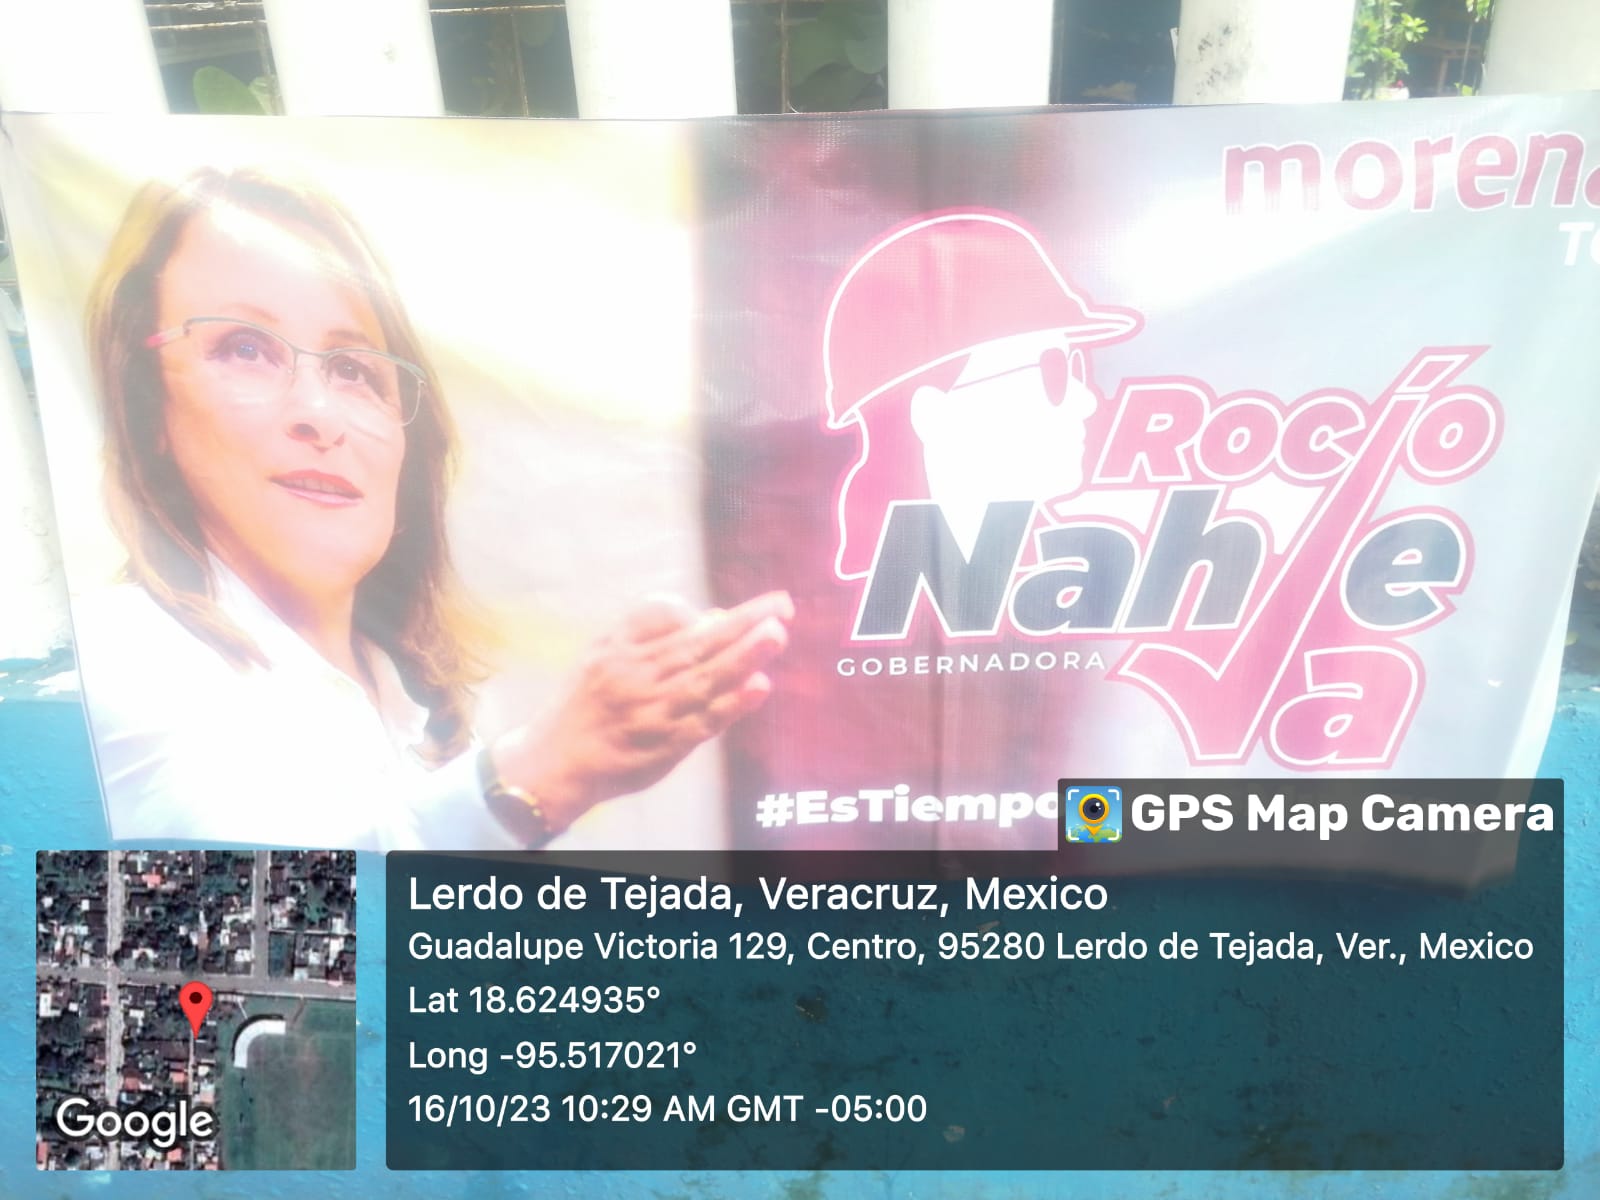 morena
Rocío
Nahle
GOBERNADORA
Va
#EsTiempo
GPS Map Camera
Lerdo de Tejada, Veracruz, Mexico
Guadalupe Victoria 129, Centro, 95280 Lerdo de Tejada, Ver., Mexico
Lat 18.624935°
Long -95.517021°
16/10/23 10:29 AM GMT -05:00
Google